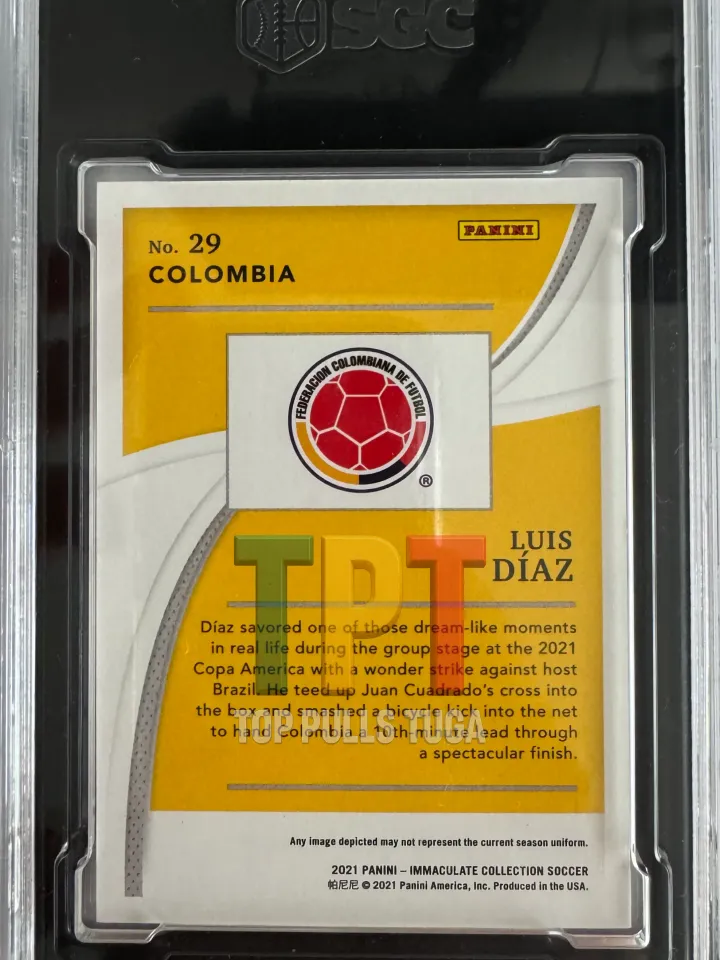 SGC
No. 29
PANINI
COLOMBIA
FEDERACION COLOMBIANA DE FUTBOL
®
LUIS
DÍAZ
TPT
Díaz savored one of those dream-like moments
in real life during the group stage at the 2021
Copa America with a wonder strike against host
Brazil. He teed up Juan Cuadrado's cross into
the box and smashed a bicycle kick into the net
TOP PULLS TUGA
to hand Colombia a 10th-minute lead through
a spectacular finish.
Any image depicted may not represent the current season uniform.
2021 PANINI – IMMACULATE COLLECTION SOCCER
帕尼尼 © 2021 Panini America, Inc. Produced in the USA.